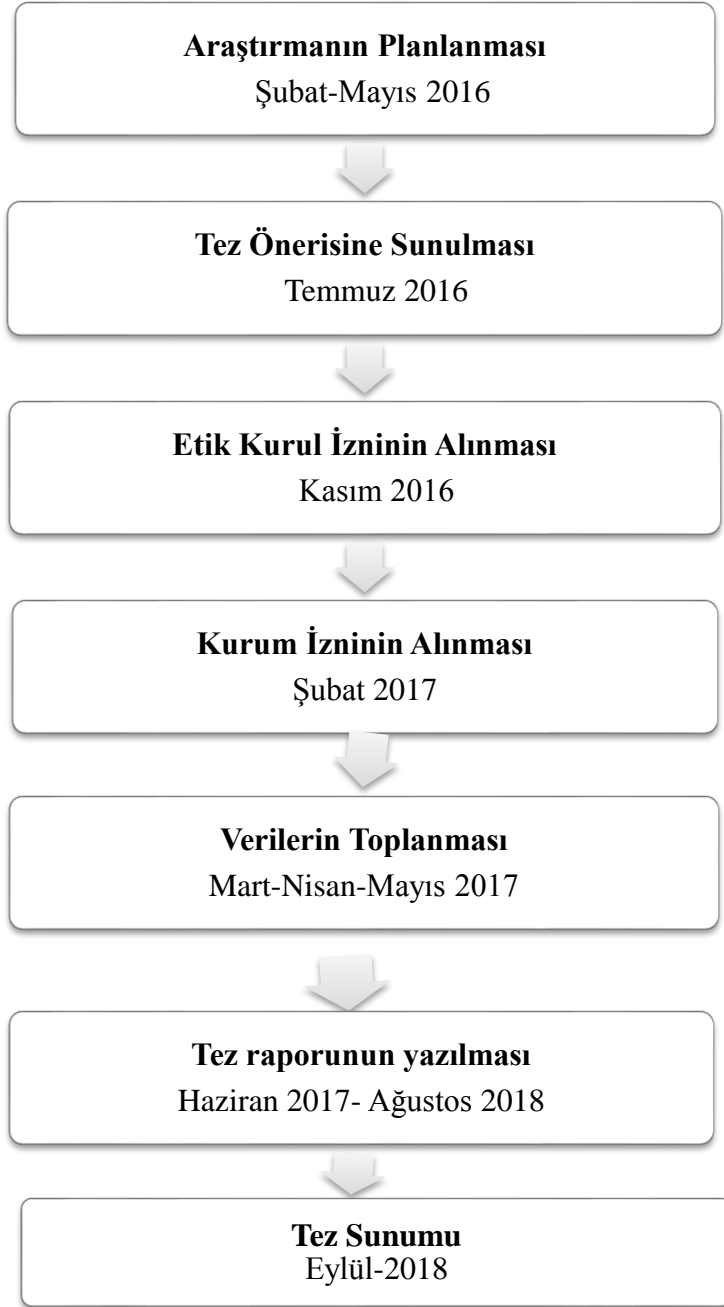 Araştırmanın Planlanması
Şubat-Mayıs 2016
Tez Önerisine Sunulması
Temmuz 2016
Etik Kurul İzninin Alınması
Kasım 2016
Kurum İzninin Alınması
Şubat 2017
Verilerin Toplanması
Mart-Nisan-Mayıs 2017
Tez raporunun yazılması
Haziran 2017- Ağustos 2018
Tez Sunumu
Eylül-2018